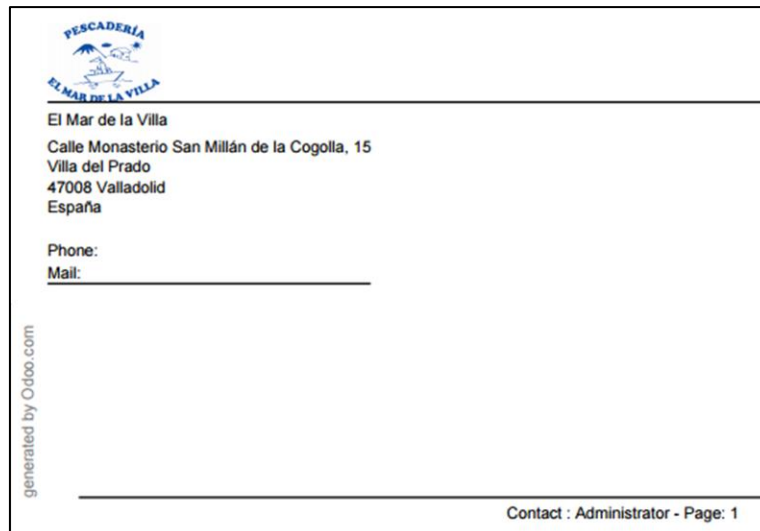 PESCADERÍA
EL MAR DE LA VILLA
El Mar de la Villa
Calle Monasterio San Millán de la Cogolla, 15
Villa del Prado
47008 Valladolid
España
Phone:
Mail:
generated by Odoo.com
Contact : Administrator - Page: 1